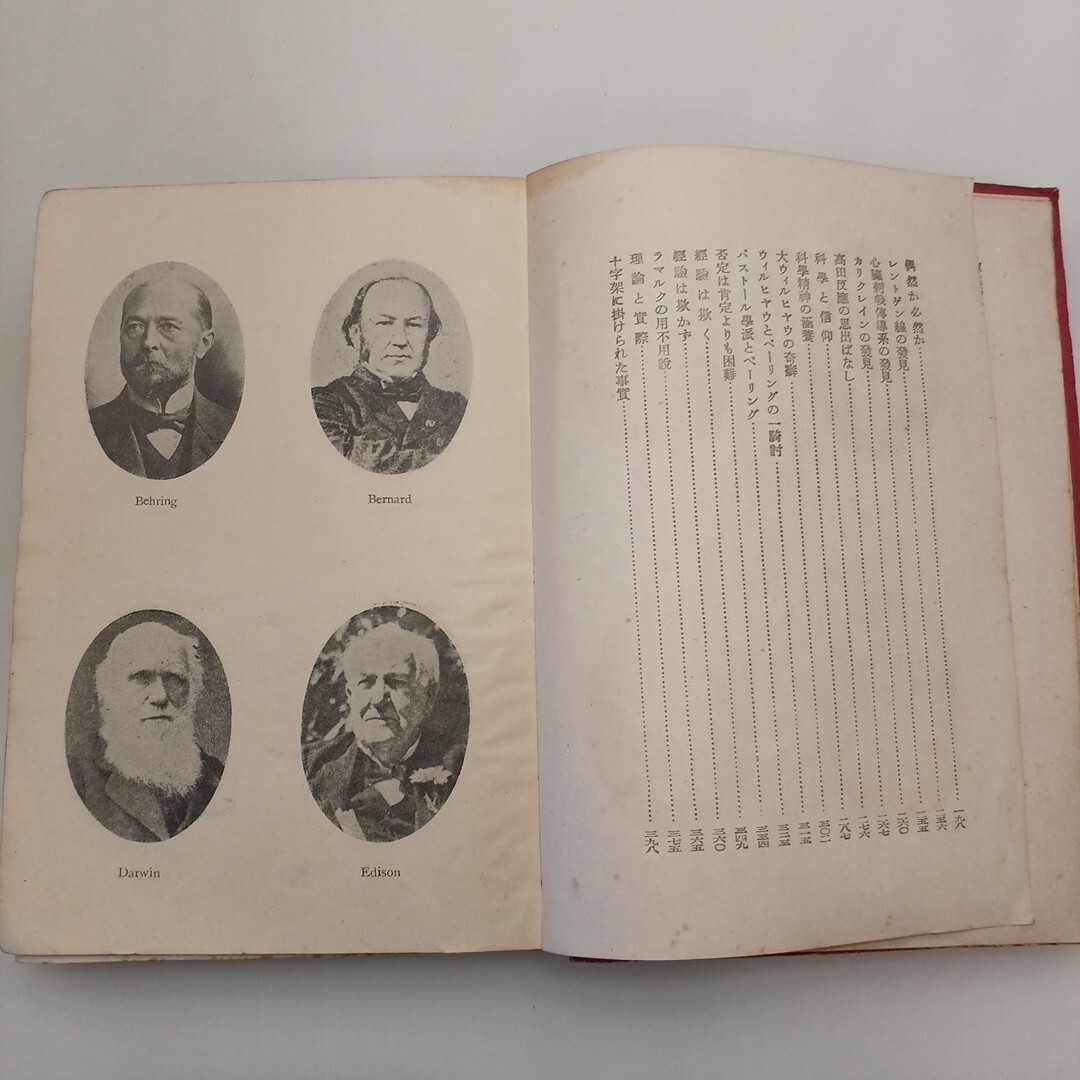 Behring
Bernard
Darwin
Edison
偶然か必然か……一九八
レントゲン線の發見……二三六
心臟刺戟傳導系の發見……二五五
カリクレインの發見……二六〇
高田反應の思出ばなし……二六七
科學と信仰……二七六
科學精神の涵養……二八七
大ウィルヒヤウの奇癖……三〇二
ウィルヒヤウとベーリングの一騎討……三一五
パストール學派とベーリング……三二三
否定は肯定よりも困難……三三四
經驗は欺く……三四九
經驗は欺かず……三六〇
ラマルクの用不用說……三六五
理論と實際……三七五
十字架に掛けられた事實……三九八